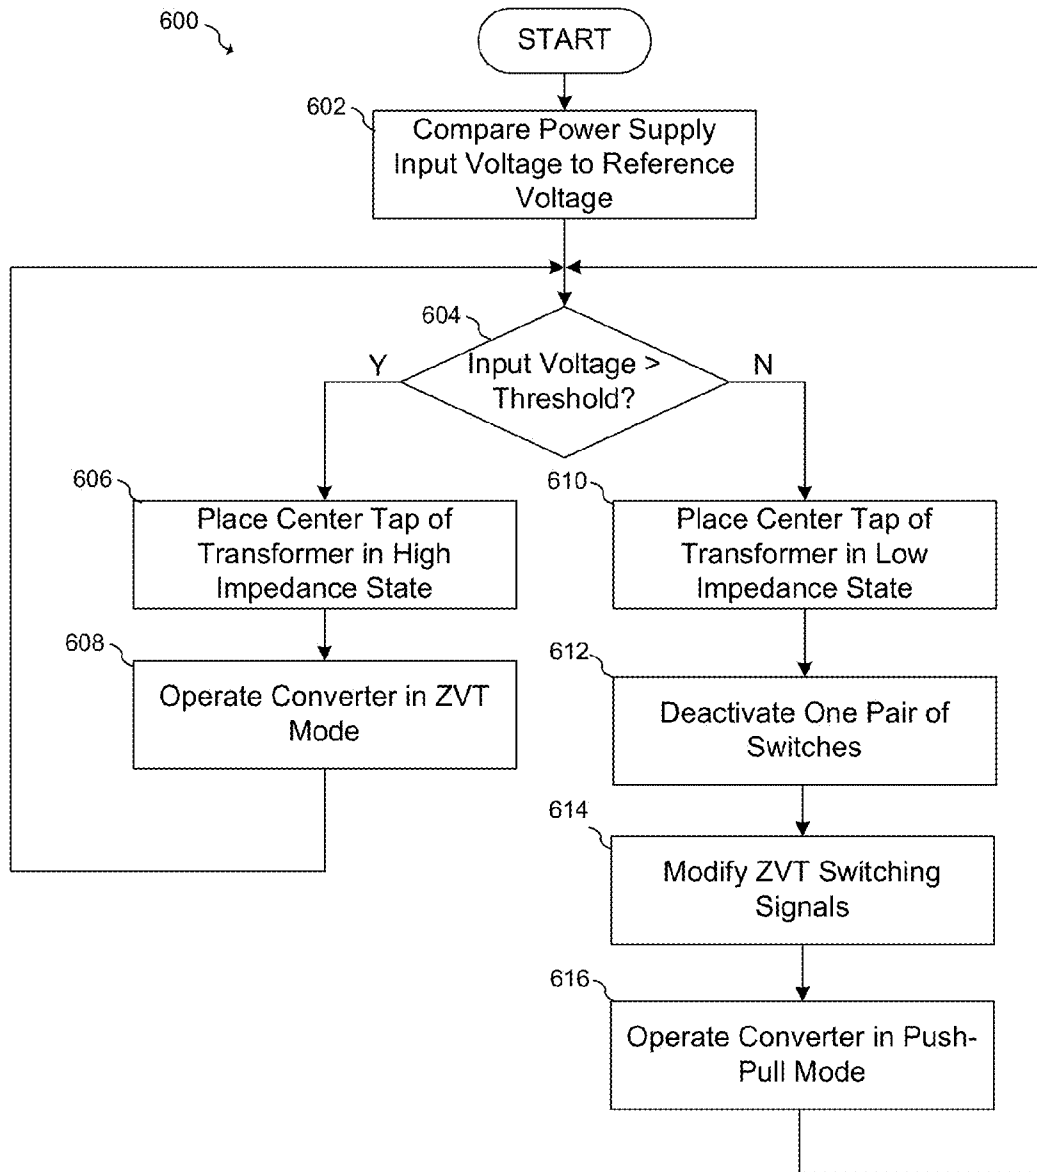 600
START
602
Compare Power Supply
Input Voltage to Reference
Voltage
604
Input Voltage >
Threshold?
Y
N
606
Place Center Tap of
Transformer in High
Impedance State
608
Operate Converter in ZVT
Mode
610
Place Center Tap of
Transformer in Low
Impedance State
612
Deactivate One Pair of
Switches
614
Modify ZVT Switching
Signals
616
Operate Converter in Push-
Pull Mode